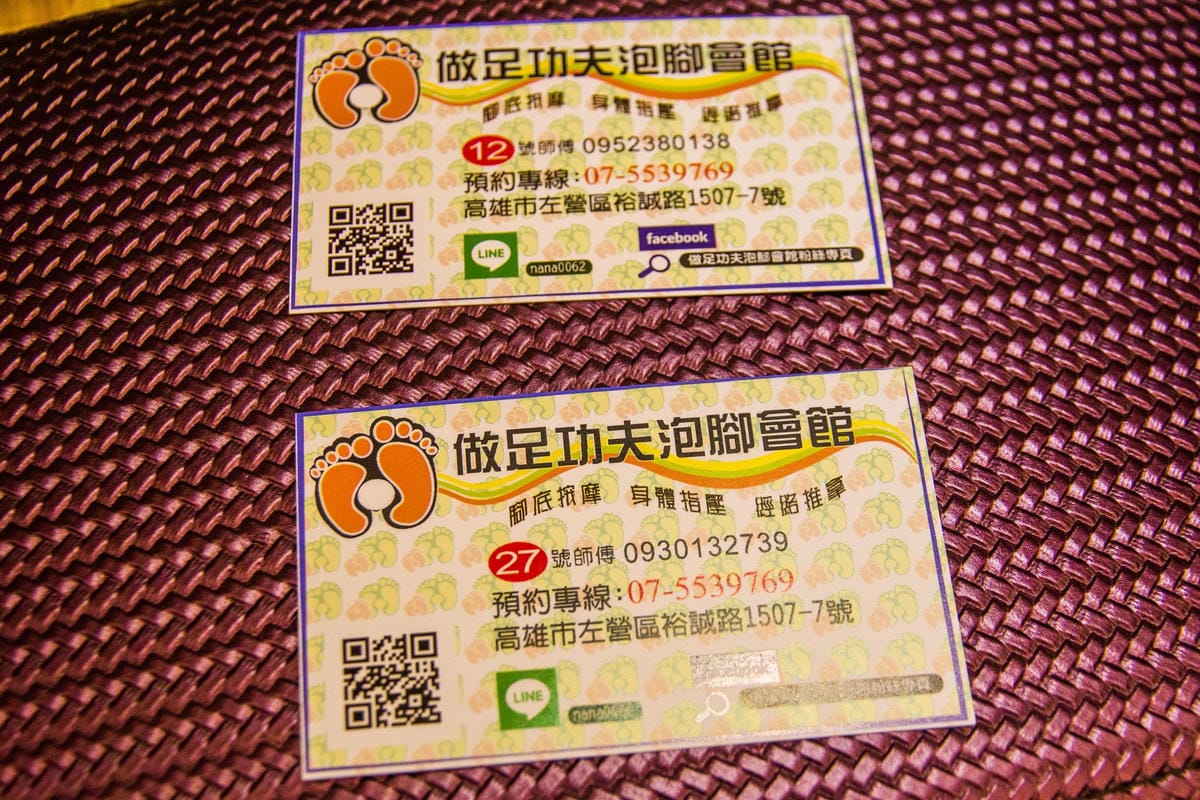 做足功夫泡腳會館
腳底按摩 身體指壓 經絡推拿
12 號師傅 0952380138
預約專線:07-5539769
高雄市左營區裕誠路1507-7號
LINE nana0062
facebook
做足功夫泡腳會館粉絲專頁
做足功夫泡腳會館
腳底按摩 身體指壓 經絡推拿
27 號師傅 0930132739
預約專線:07-5539769
高雄市左營區裕誠路1507-7號
LINE